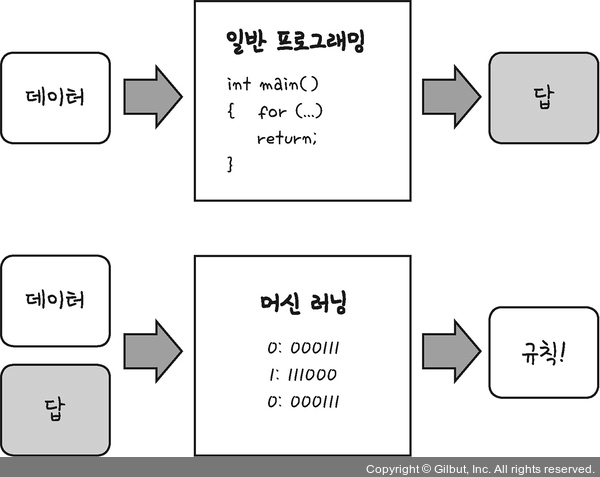 일반 프로그래밍
데이터
int main()
{ for (...)
return;
}
답
데이터
답
머신 러닝
0: 000111
1: 111000
0: 000111
규칙!
Copyright © Gilbut, Inc. All rights reserved.